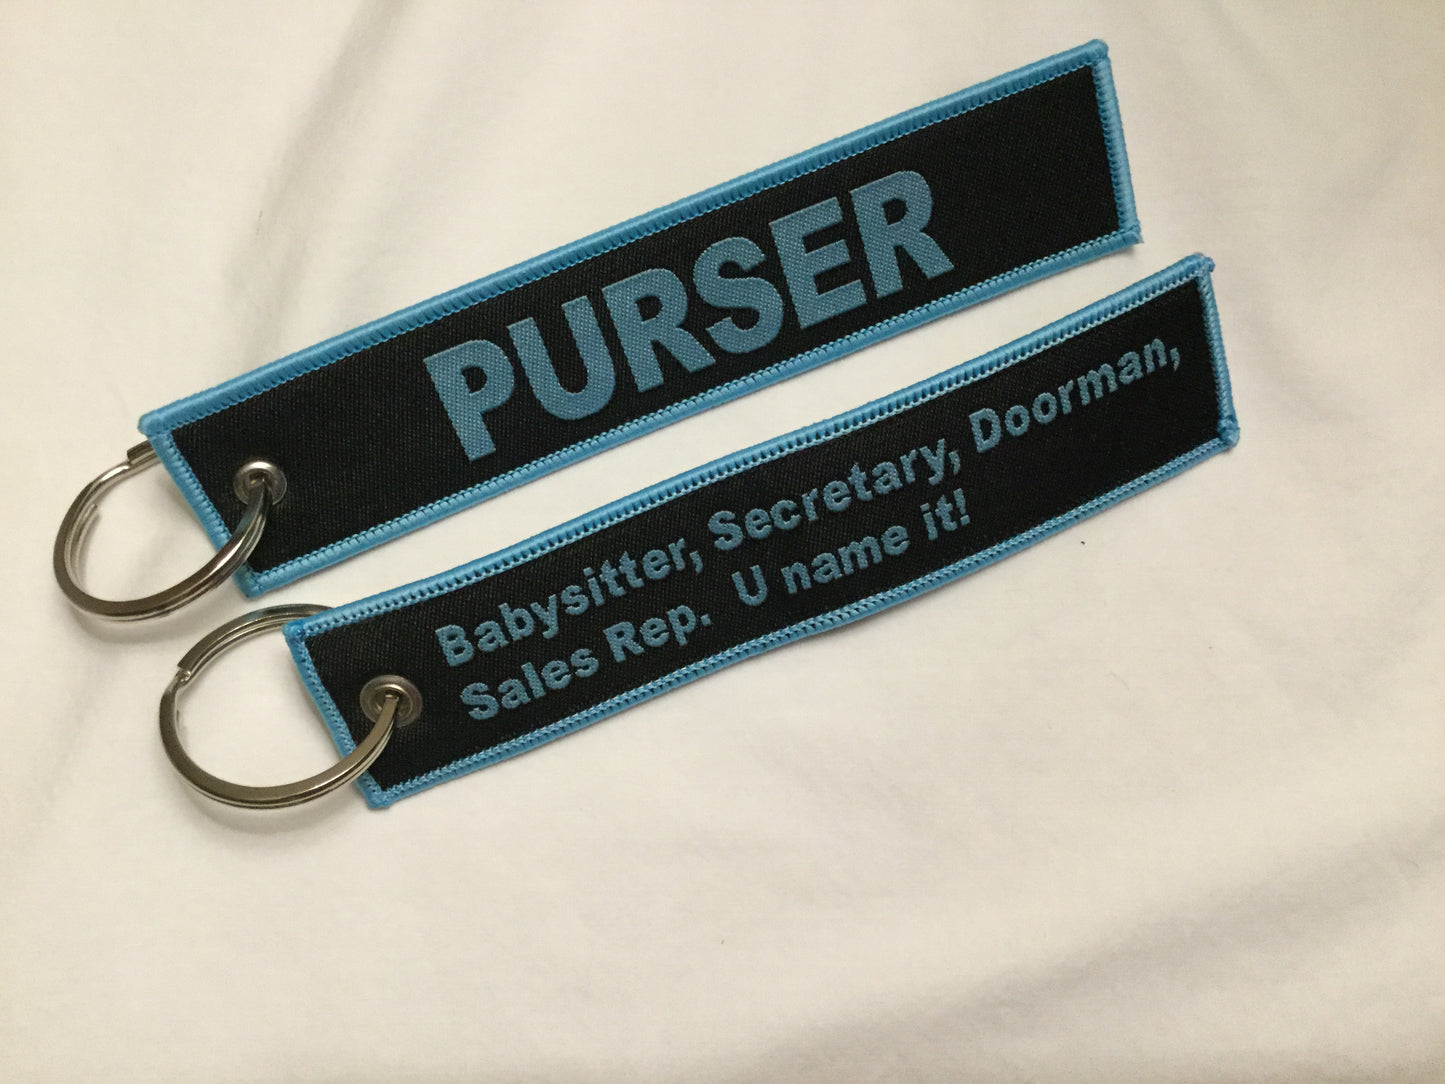 PURSER
Babysitter, Secretary, Doorman,
Sales Rep. U name it!